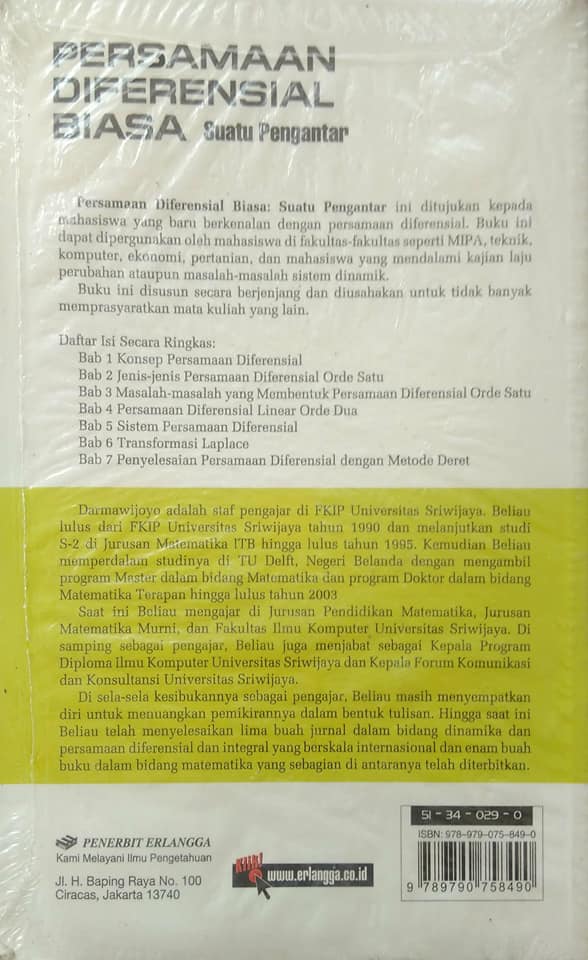 PERSAMAAN
DIFERENSIAL
BIASA Suatu Pengantar
Persamaan Diferensial Biasa: Suatu Pengantar ini ditujukan kepada
mahasiswa yang baru berkenalan dengan persamaan diferensial. Buku ini
dapat dipergunakan oleh mahasiswa di fakultas-fakultas seperti MIPA, teknik,
komputer, ekonomi, pertanian, dan mahasiswa yang mendalami kajian laju
perubahan ataupun masalah-masalah sistem dinamik.
Buku ini disusun secara berjenjang dan diusahakan untuk tidak banyak
memprasyaratkan mata kuliah yang lain.
Daftar Isi Secara Ringkas:
Bab 1 Konsep Persamaan Diferensial
Bab 2 Jenis-jenis Persamaan Diferensial Orde Satu
Bab 3 Masalah-masalah yang Membentuk Persamaan Diferensial Orde Satu
Bab 4 Persamaan Diferensial Linear Orde Dua
Bab 5 Sistem Persamaan Diferensial
Bab 6 Transformasi Laplace
Bab 7 Penyelesaian Persamaan Diferensial dengan Metode Deret
Darmawijoyo adalah staf pengajar di FKIP Universitas Sriwijaya. Beliau
lulus dari FKIP Universitas Sriwijaya tahun 1990 dan melanjutkan studi
S-2 di Jurusan Matematika ITB hingga lulus tahun 1995. Kemudian Beliau
memperdalam studinya di TU Delft, Negeri Belanda dengan mengambil
program Master dalam bidang Matematika dan program Doktor dalam bidang
Matematika Terapan hingga lulus tahun 2003
Saat ini Beliau mengajar di Jurusan Pendidikan Matematika, Jurusan
Matematika Murni, dan Fakultas Ilmu Komputer Universitas Sriwijaya. Di
samping sebagai pengajar, Beliau juga menjabat sebagai Kepala Program
Diploma Ilmu Komputer Universitas Sriwijaya dan Kepala Forum Komunikasi
dan Konsultansi Universitas Sriwijaya.
Di sela-sela kesibukannya sebagai pengajar, Beliau masih menyempatkan
diri untuk menuangkan pemikirannya dalam bentuk tulisan. Hingga saat ini
Beliau telah menyelesaikan lima buah jurnal dalam bidang dinamika dan
persamaan diferensial dan integral yang berskala internasional dan enam buah
buku dalam bidang matematika yang sebagian di antaranya telah diterbitkan.
PENERBIT ERLANGGA
Kami Melayani Ilmu Pengetahuan
Jl. H. Baping Raya No. 100
Ciracas, Jakarta 13740
Klik!
www.erlangga.co.id
51 - 34 - 029 - 0
ISBN: 978-979-075-849-0
9 789790 758490